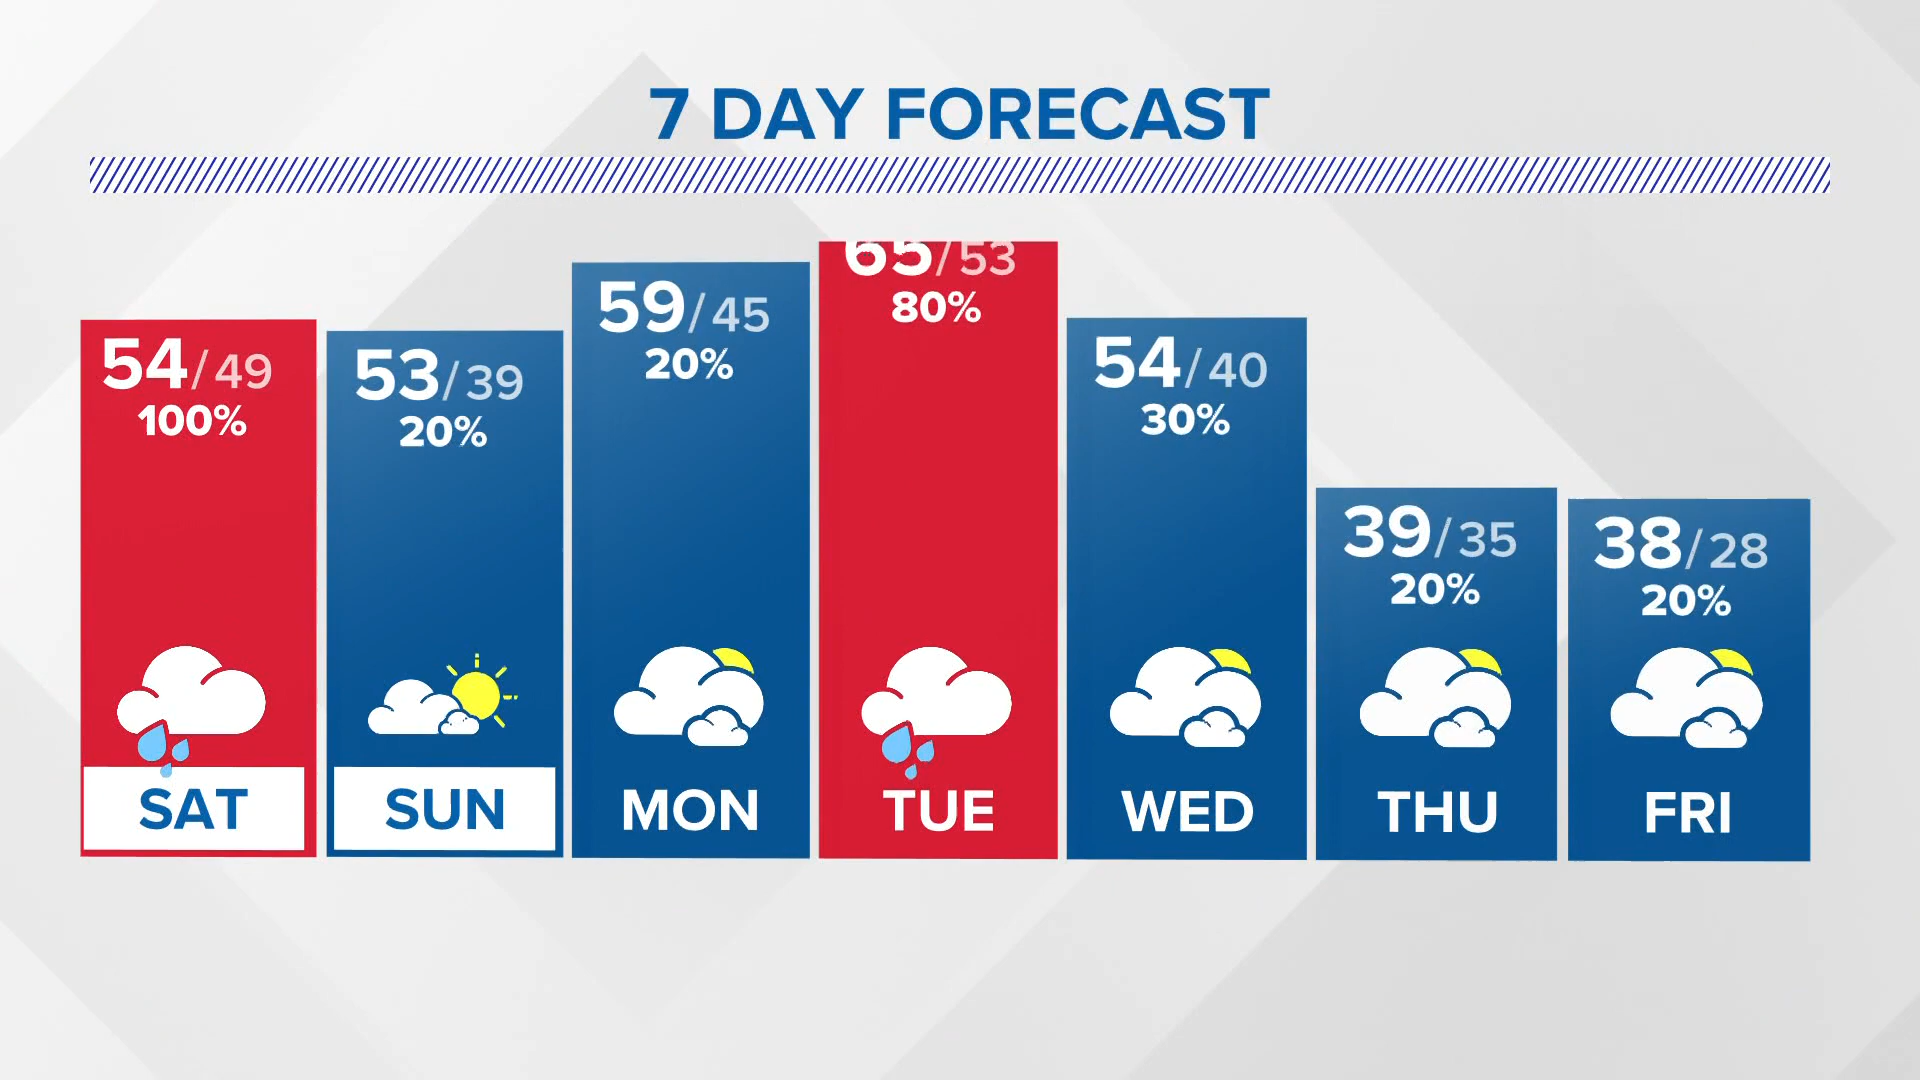 7 DAY FORECAST
54/49
100%
SAT
53/39
20%
SUN
59/45
20%
MON
65/53
80%
TUE
54/40
30%
WED
39/35
20%
THU
38/28
20%
FRI